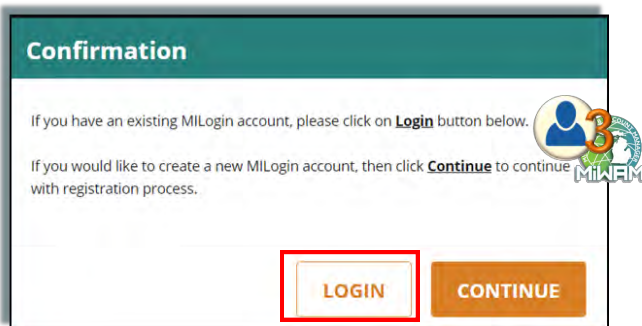 Confirmation
If you have an existing MILogin account, please click on Login button below.
If you would like to create a new MILogin account, then click Continue to continue
with registration process.
3
MiWAM
LOGIN
CONTINUE